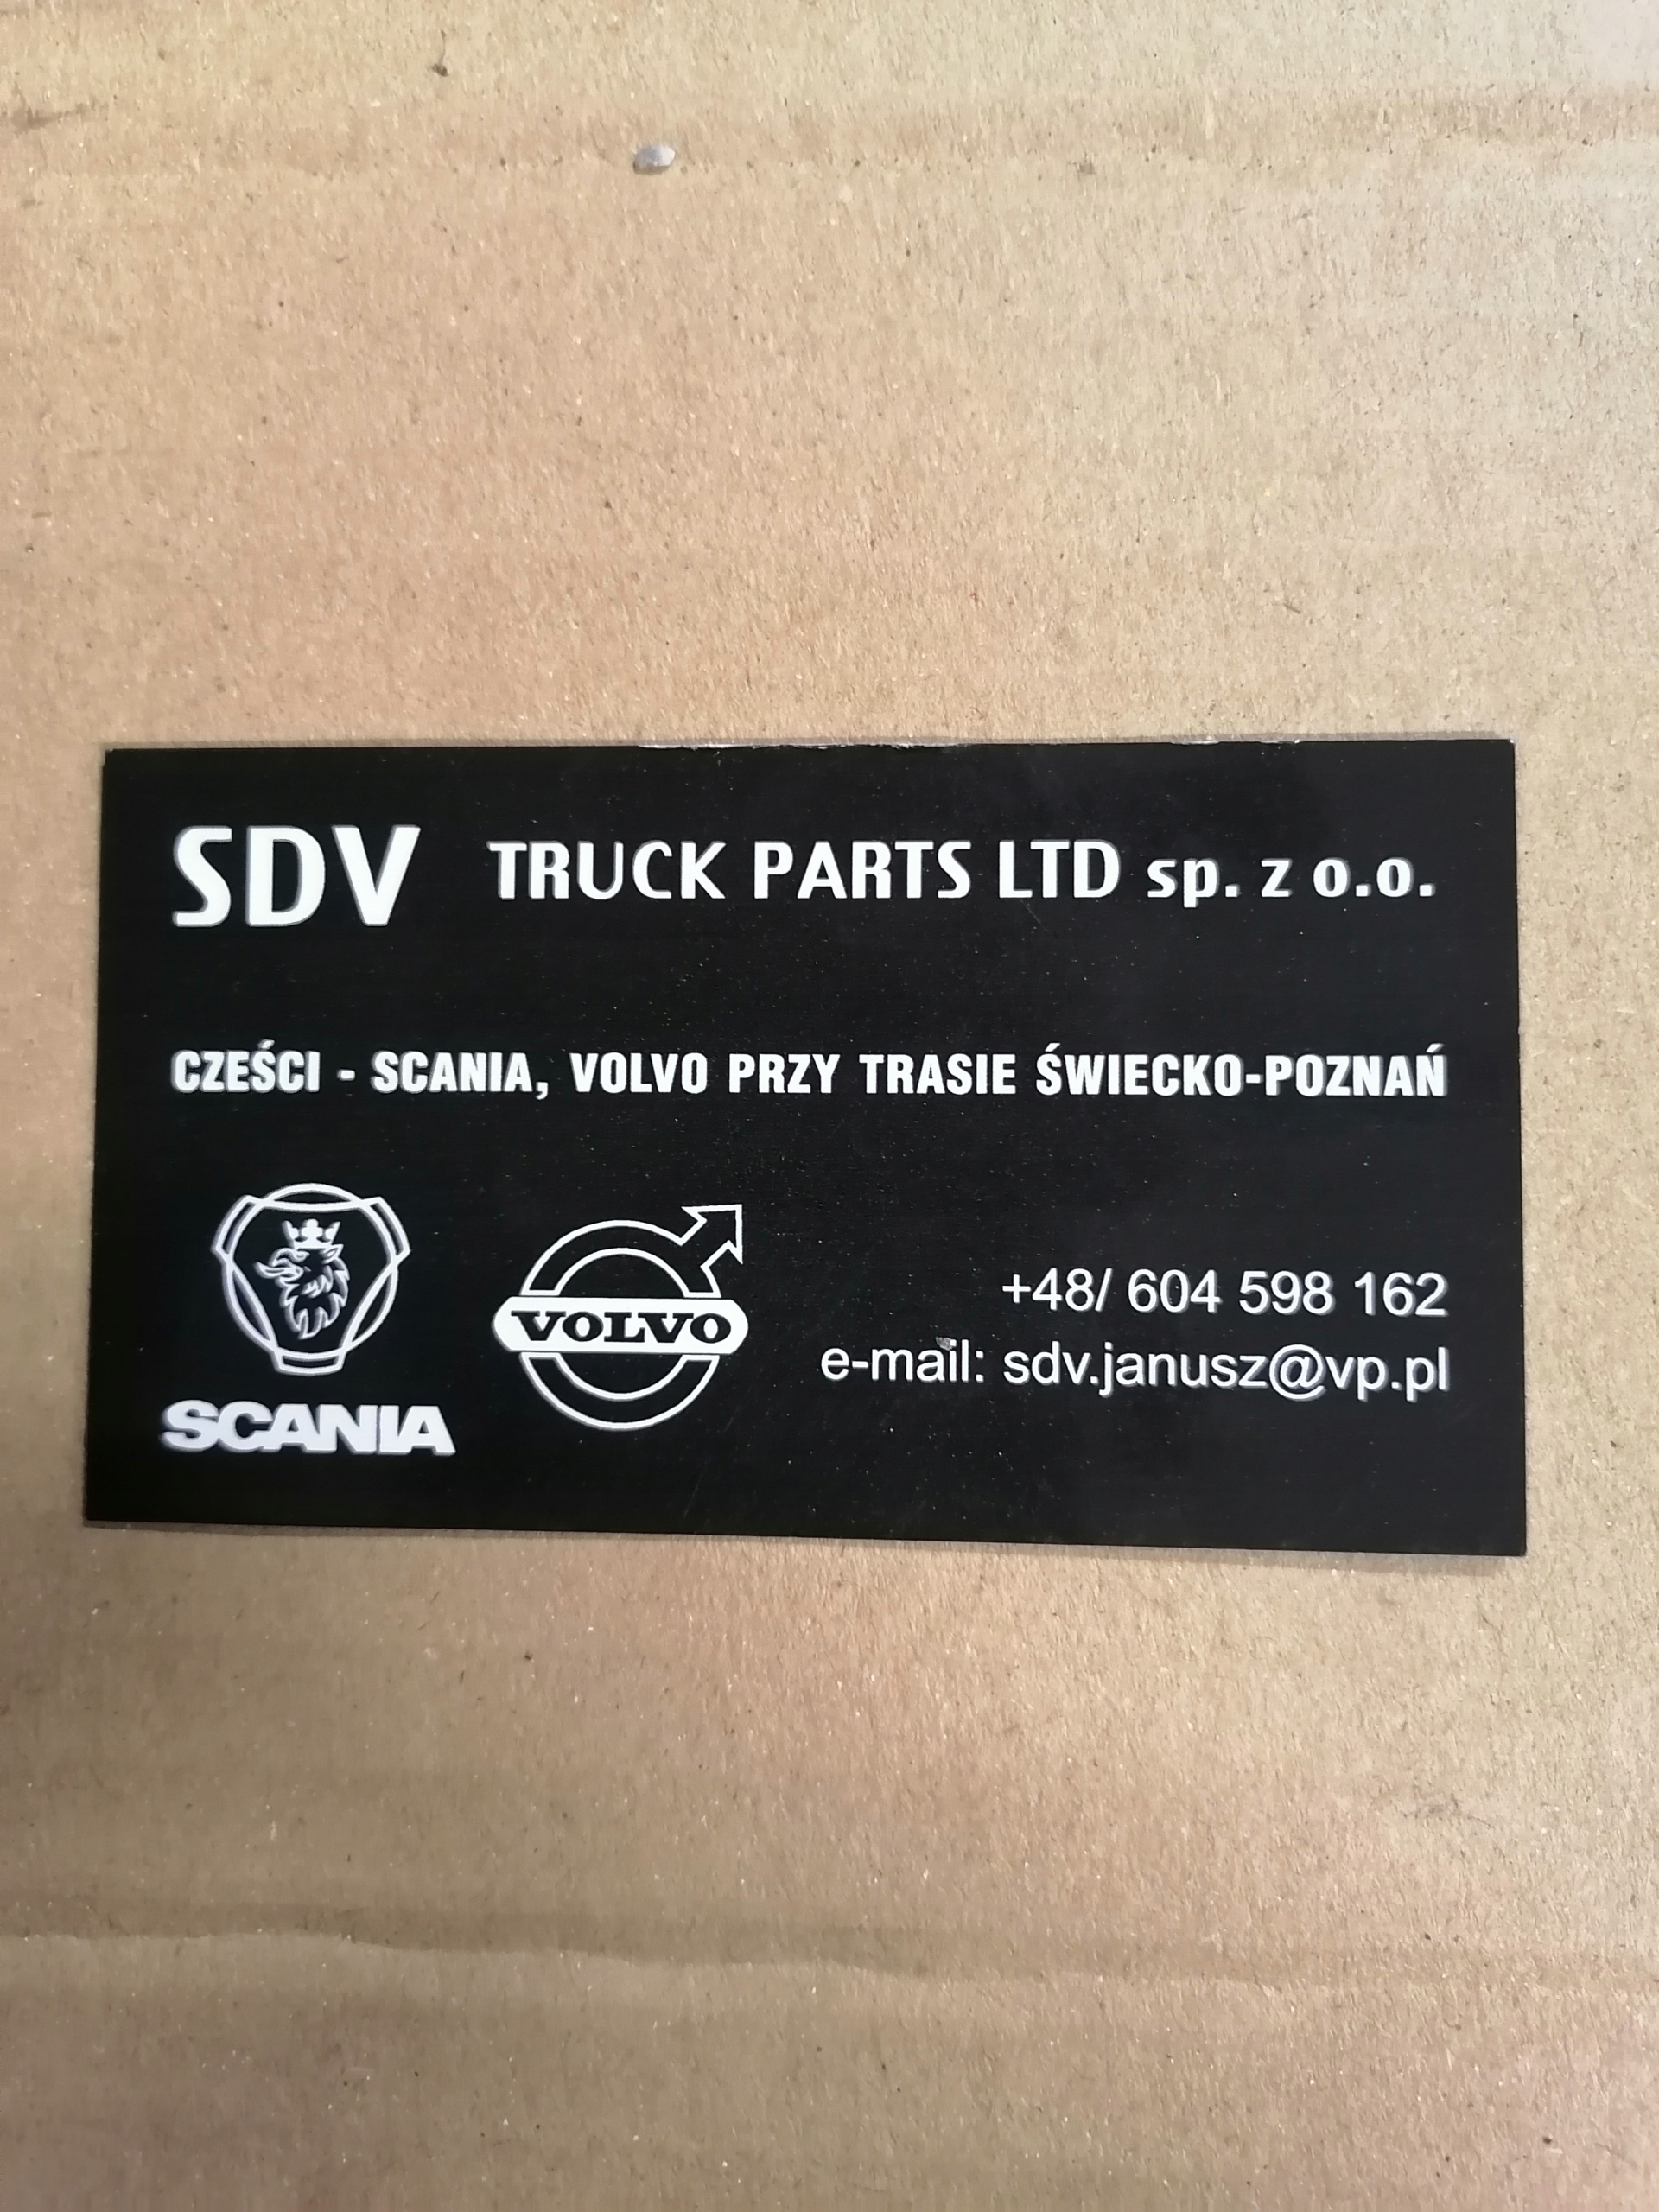 SDV TRUCK PARTS LTD sp. z o.o.
CZEŚCI - SCANIA, VOLVO PRZY TRASIE ŚWIECKO-POZNAŃ
VOLVO
SCANIA
+48/ 604 598 162
e-mail: sdv.janusz@vp.pl